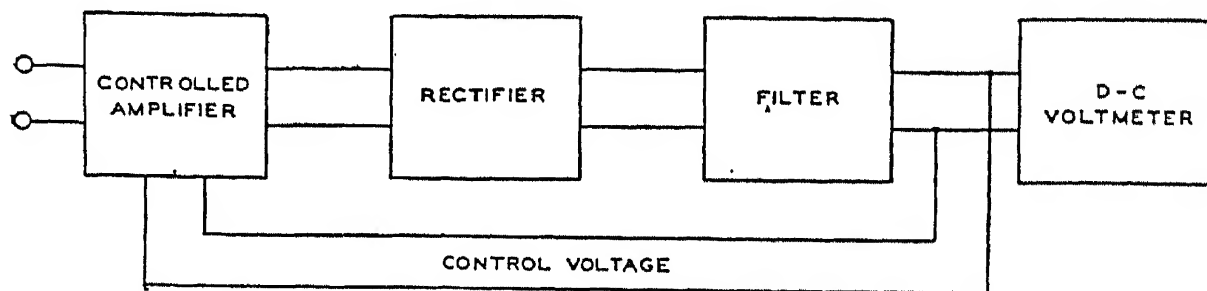 CONTROLLED
AMPLIFIER
RECTIFIER
FILTER
D-C
VOLTMETER
CONTROL VOLTAGE